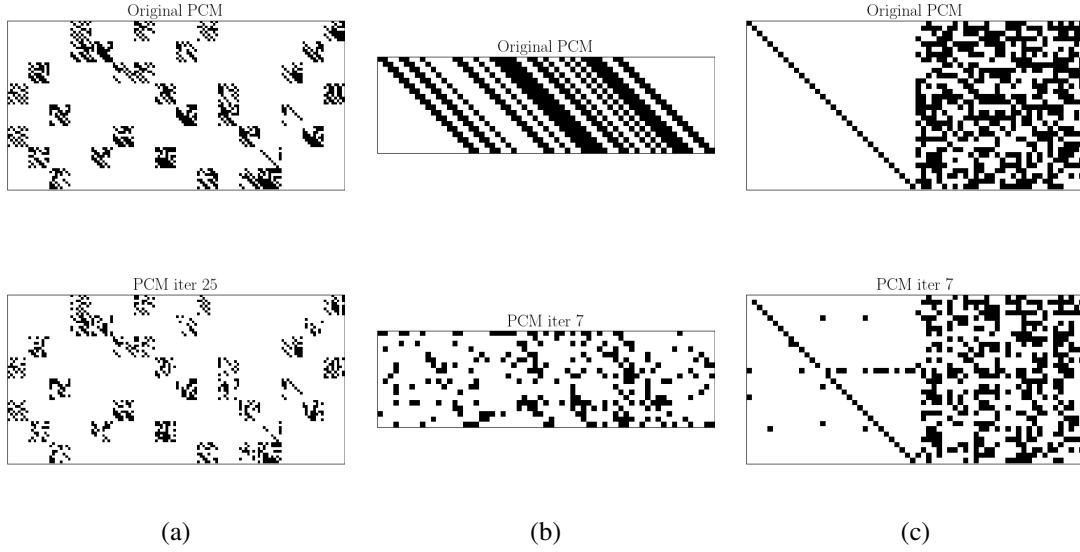 Original PCM
Original PCM
Original PCM
PCM iter 25
PCM iter 7
PCM iter 7
(a)
(b)
(c)